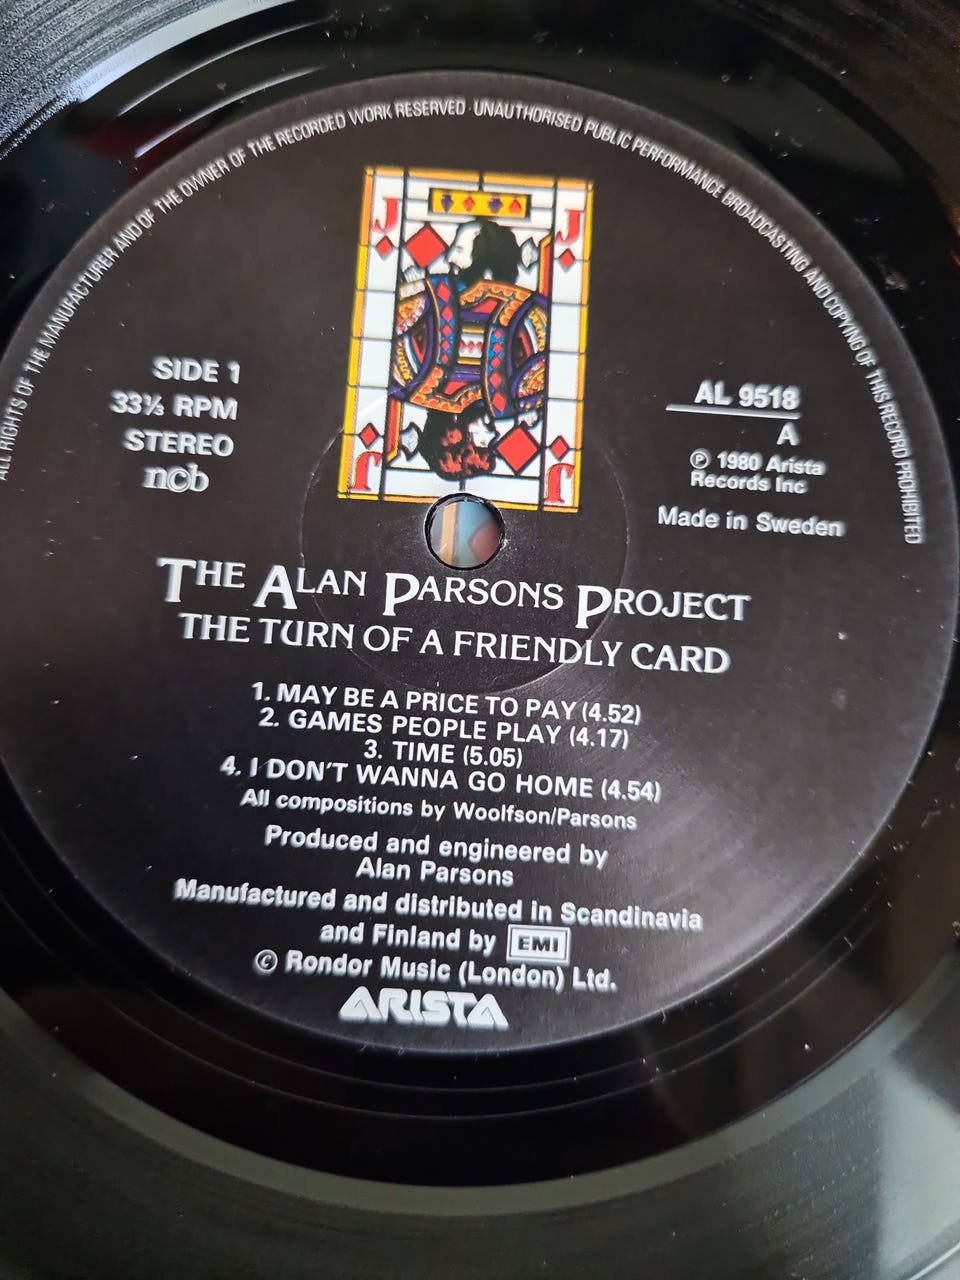 ALL RIGHTS OF THE MANUFACTURER AND OF THE OWNER OF THE RECORDED WORK RESERVED · UNAUTHORISED PUBLIC PERFORMANCE BROADCASTING AND COPYING OF THIS RECORD PROHIBITED
J J
SIDE 1
33⅓ RPM
STEREO
n©b
AL 9518
A
℗ 1980 Arista
Records Inc
Made in Sweden
J J
THE ALAN PARSONS PROJECT
THE TURN OF A FRIENDLY CARD
1. MAY BE A PRICE TO PAY (4.52)
2. GAMES PEOPLE PLAY (4.17)
3. TIME (5.05)
4. I DON'T WANNA GO HOME (4.54)
All compositions by Woolfson/Parsons
Produced and engineered by
Alan Parsons
Manufactured and distributed in Scandinavia
and Finland by EMI
© Rondor Music (London) Ltd.
ARISTA